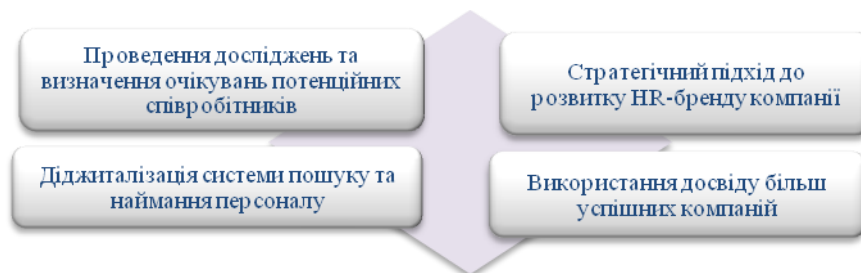 Проведення досліджень та
визначення очікувань потенційних
співробітників
Стратегічний підхід до
розвитку HR-бренду компанії
Діджиталізація системи пошуку та
наймання персоналу
Використання досвіду більш
успішних компаній